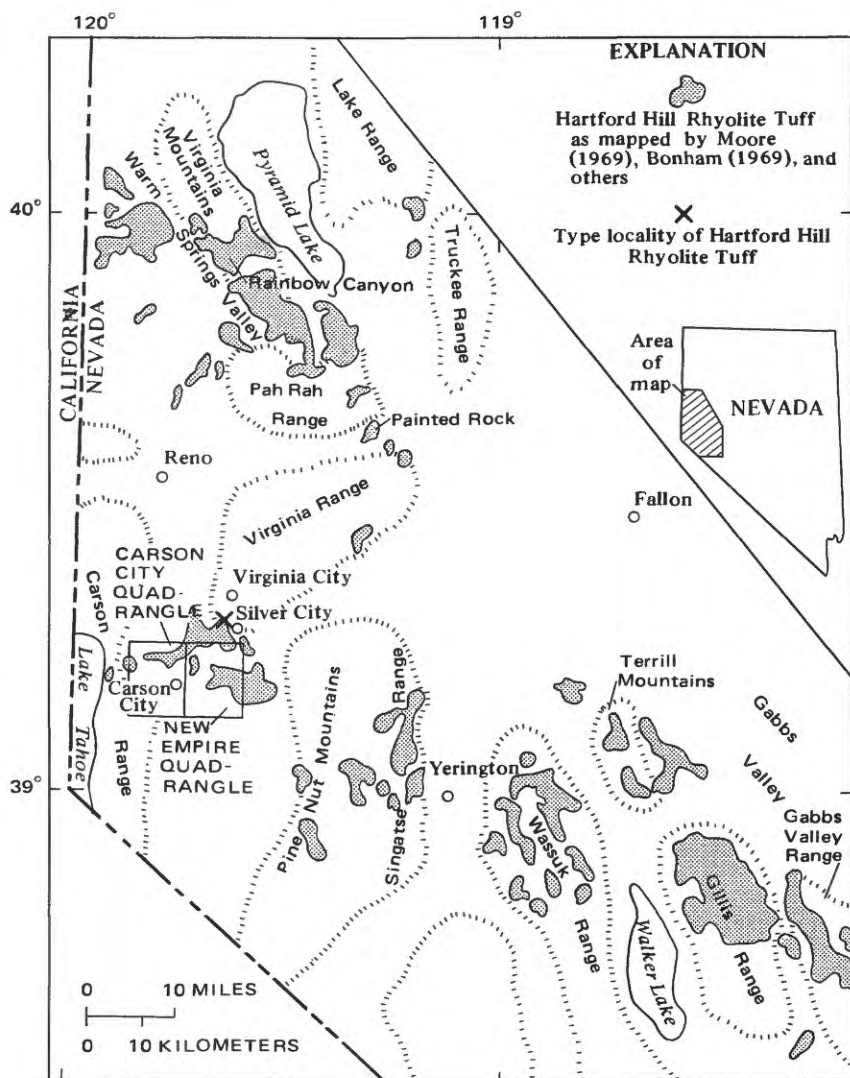 120°
119°
EXPLANATION
Hartford Hill Rhyolite Tuff
as mapped by Moore
(1969), Bonham (1969), and
others
Type locality of Hartford Hill
Rhyolite Tuff
Area
of
map
NEVADA
Lake Range
Virginia
Mountains
Pyramid Lake
Warm
Springs
Valley
40°
Truckee Range
Rainbow Canyon
CALIFORNIA
NEVADA
Pah Rah
Range
Painted Rock
Reno
Virginia Range
Fallon
CARSON
CITY
QUAD-
RANGLE
Virginia City
Silver City
Carson
Range
Lake
Tahoe
Carson
City
NEW
EMPIRE
QUAD-
RANGLE
Terrill
Mountains
Gabbs
Valley
Pine Nut Mountains
Singatse
Range
39°
Yerington
Gabbs
Valley
Range
Wassuk
Range
Gillis
Range
Walker Lake
0 10 MILES
0 10 KILOMETERS